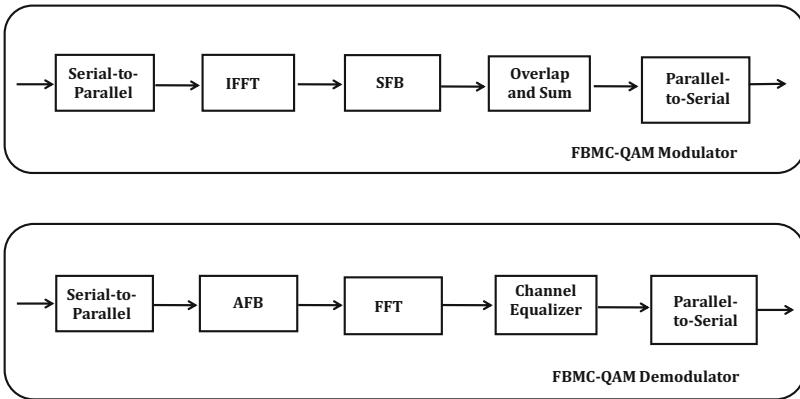 Serial-to-
Parallel
IFFT
SFB
Overlap
and Sum
Parallel-
to-Serial
FBMC-QAM Modulator
Serial-to-
Parallel
AFB
FFT
Channel
Equalizer
Parallel-
to-Serial
FBMC-QAM Demodulator